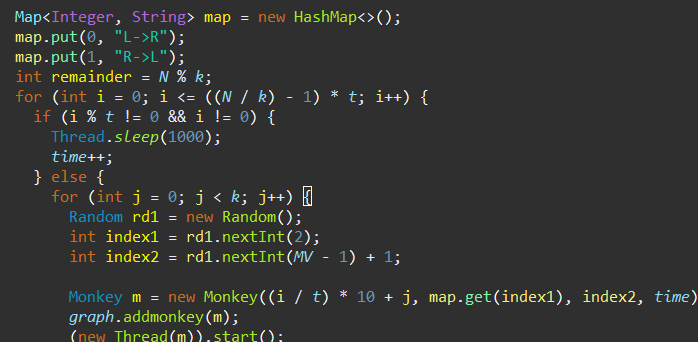 Map<Integer, String> map = new HashMap<>();
map.put(0, "L->R");
map.put(1, "R->L");
int remainder = N % k;
for (int i = 0; i <= ((N / k) - 1) * t; i++) {
if (i % t != 0 && i != 0) {
Thread.sleep(1000);
time++;
} else {
for (int j = 0; j < k; j++) {
Random rd1 = new Random();
int index1 = rd1.nextInt(2);
int index2 = rd1.nextInt(MV - 1) + 1;
Monkey m = new Monkey((i / t) * 10 + j, map.get(index1), index2, time)
graph.addmonkey(m);
(new Thread(m)).start();